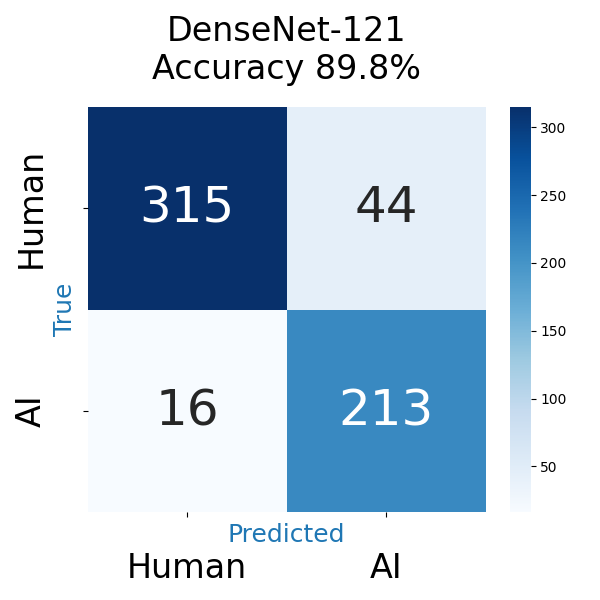 DenseNet-121
Accuracy 89.8%
Human
315
44
True
AI
16
213
Predicted
Human
AI
300
250
200
150
100
50